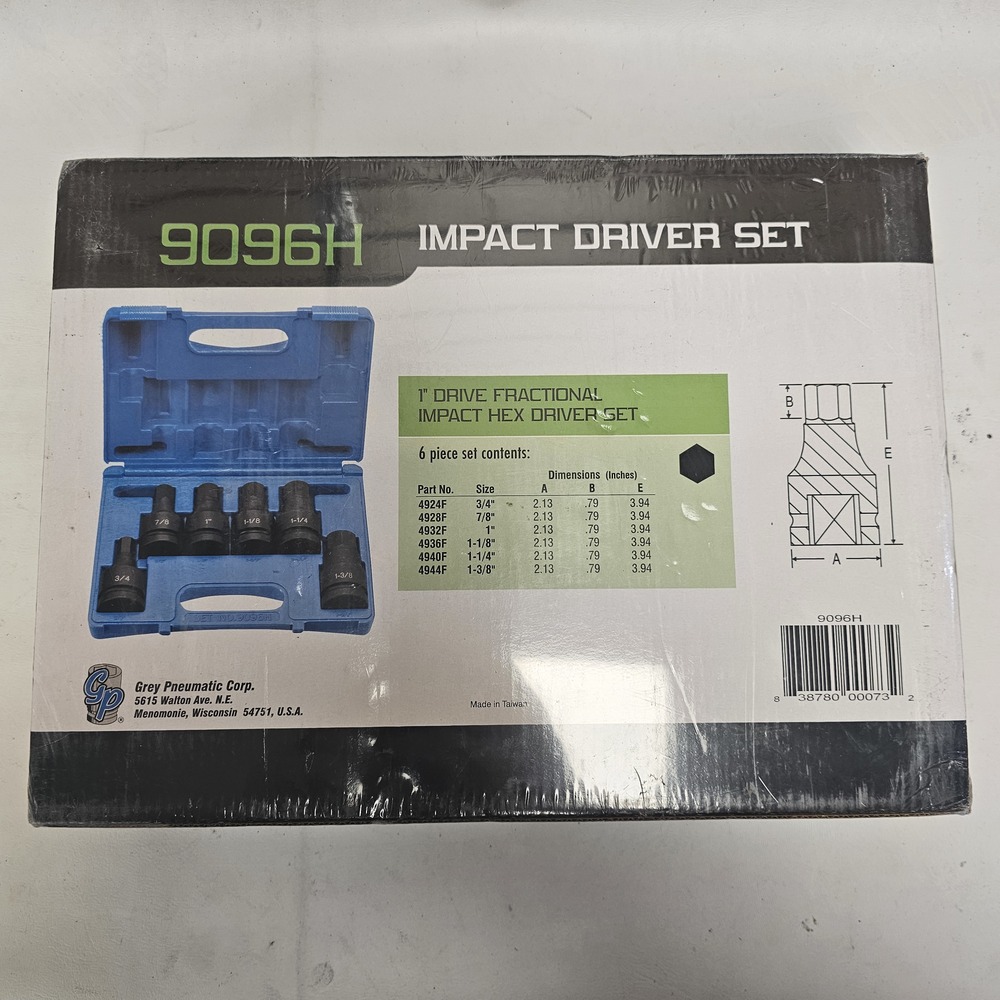 9096H IMPACT DRIVER SET
1" DRIVE FRACTIONAL
IMPACT HEX DRIVER SET
6 piece set contents:
Dimensions (Inches)
Part No. Size A B E
4924F 3/4" 2.13 .79 3.94
4928F 7/8" 2.13 .79 3.94
4932F 1" 2.13 .79 3.94
4936F 1-1/8" 2.13 .79 3.94
4940F 1-1/4" 2.13 .79 3.94
4944F 1-3/8" 2.13 .79 3.94
B
E
A
7/8 1" 1-1/8 1-1/4
3/4 1-3/8
SET NO. 9096H
9096H
8 38780 00073 2
GP®
Grey Pneumatic Corp.
5615 Walton Ave. N.E.
Menomonie, Wisconsin 54751, U.S.A.
Made in Taiwan